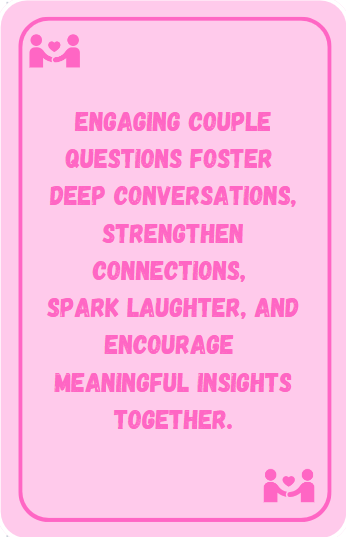 ENGAGING COUPLE
QUESTIONS FOSTER
DEEP CONVERSATIONS,
STRENGTHEN
CONNECTIONS,
SPARK LAUGHTER, AND
ENCOURAGE
MEANINGFUL INSIGHTS
TOGETHER.